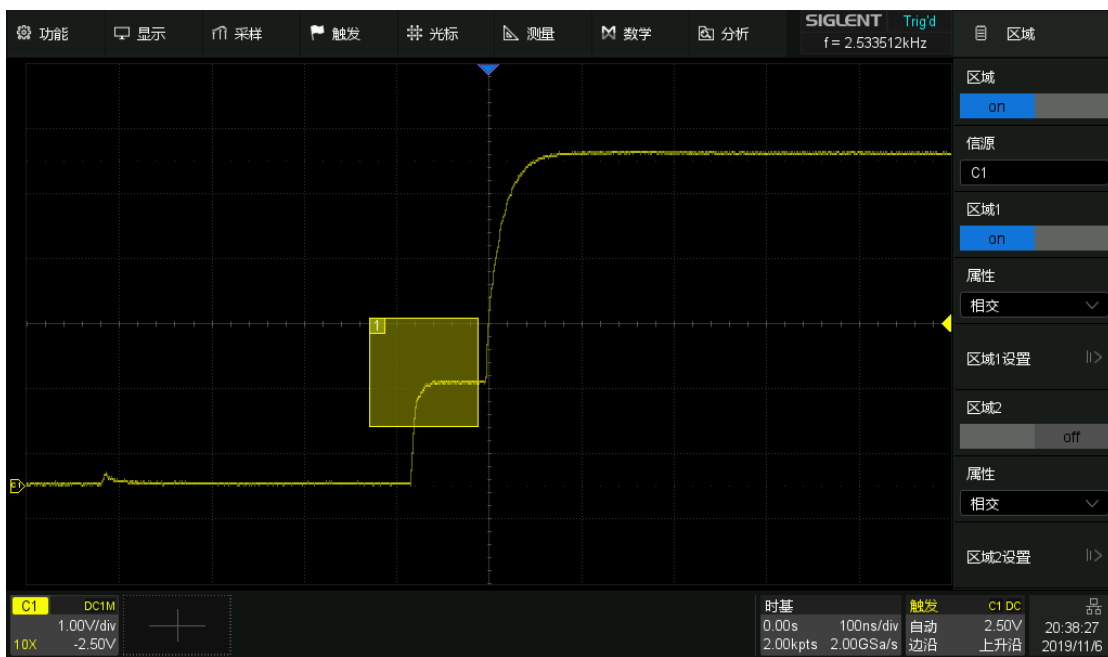 功能 显示 采样 触发 光标 测量 数学 分析 SIGLENT Trig'd
f = 2.533512kHz
区域
区域
on
信源
C1
区域1
on
属性
相交
区域1设置
区域2
off
属性
相交
区域2设置
1
C1
C1 DC1M
1.00V/div
10X -2.50V
时基
0.00s 100ns/div
2.00kpts 2.00GSa/s
触发 C1 DC
自动 2.50V
边沿 上升沿
20:38:27
2019/11/6